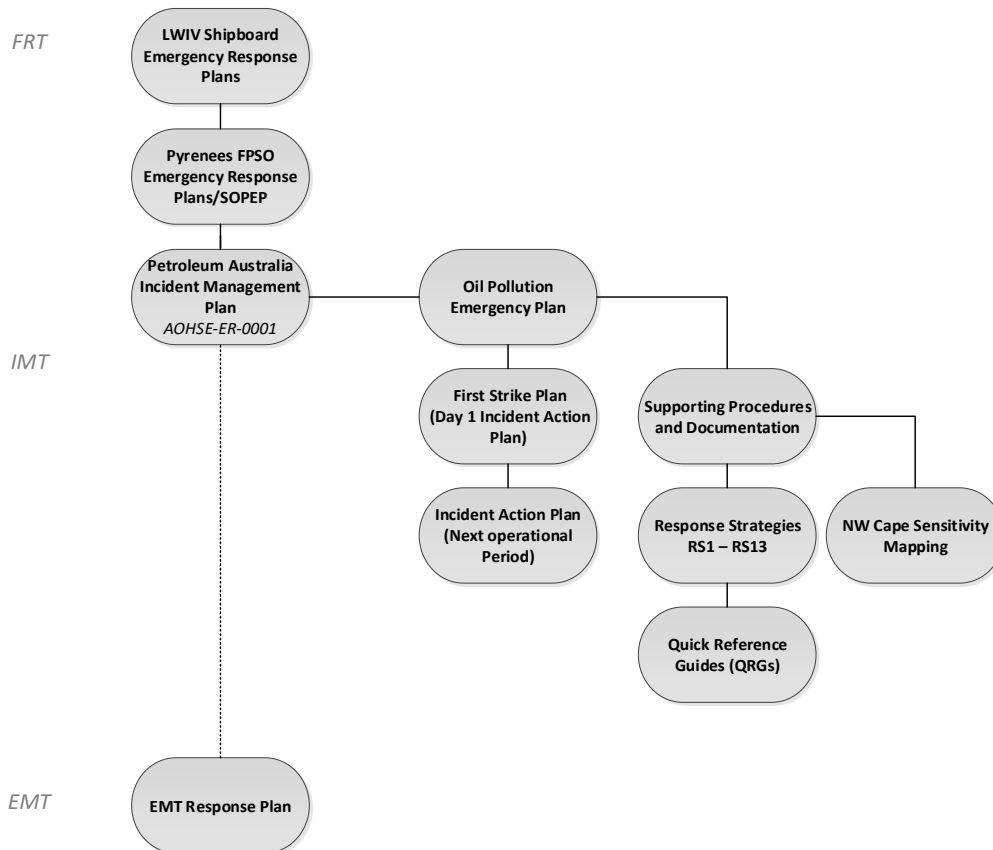 FRT
LWIV Shipboard
Emergency Response
Plans
Pyrenees FPSO
Emergency Response
Plans/SOPEP
Petroleum Australia
Incident Management
Plan
AOHSE-ER-0001
Oil Pollution
Emergency Plan
IMT
First Strike Plan
(Day 1 Incident Action
Plan)
Supporting Procedures
and Documentation
Incident Action Plan
(Next operational
Period)
Response Strategies
RS1 – RS13
NW Cape Sensitivity
Mapping
Quick Reference
Guides (QRGs)
EMT
EMT Response Plan